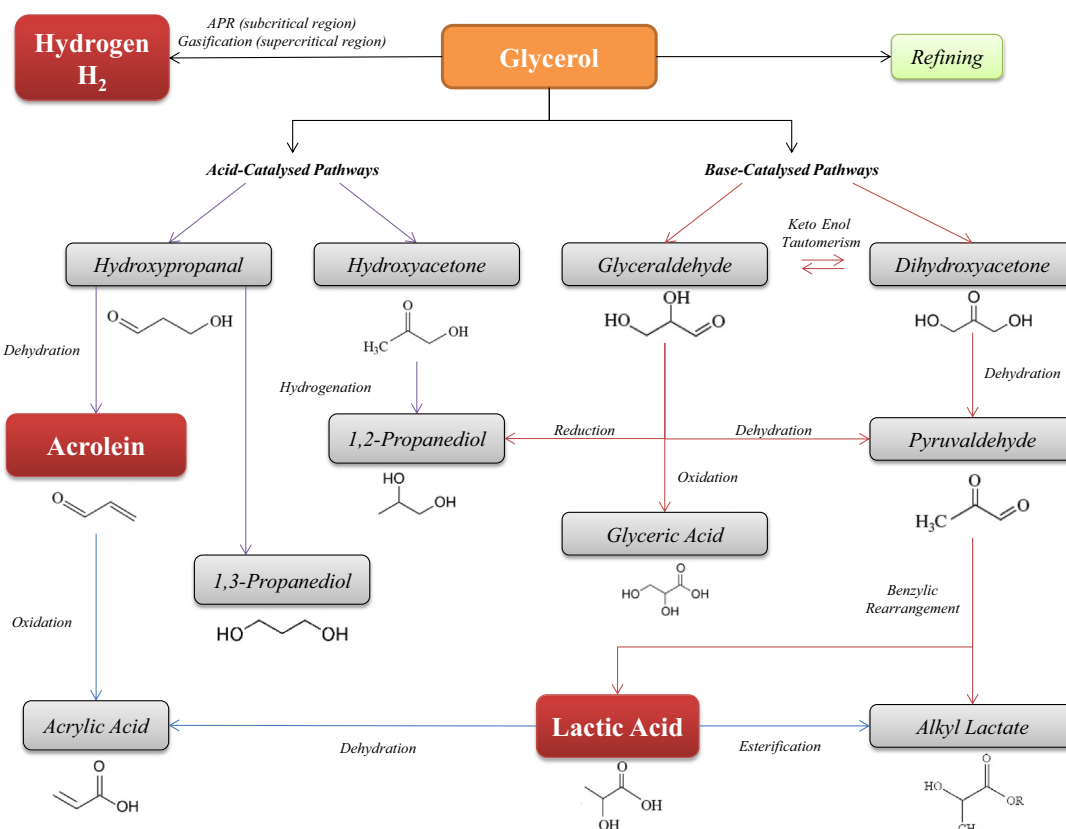 APR (subcritical region)
Gasification (supercritical region)
Hydrogen
H₂
Glycerol
Refining
Acid-Catalysed Pathways
Base-Catalysed Pathways
Keto Enol
Tautomerism
Hydroxypropanal
Hydroxyacetone
Glyceraldehyde
Dihydroxyacetone
O
OH
O
OH
H₃C
OH
HO
O
O
HO
OH
Dehydration
Hydrogenation
Dehydration
Acrolein
1,2-Propanediol
Reduction
Dehydration
Pyruvaldehyde
O
HO
OH
Oxidation
O
O
H₃C
Glyceric Acid
1,3-Propanediol
O
HO
OH
OH
HO
OH
Benzylic
Rearrangement
Oxidation
Acrylic Acid
Dehydration
Lactic Acid
Esterification
Alkyl Lactate
O
OH
O
OH
OH
O
HO
OR
CH